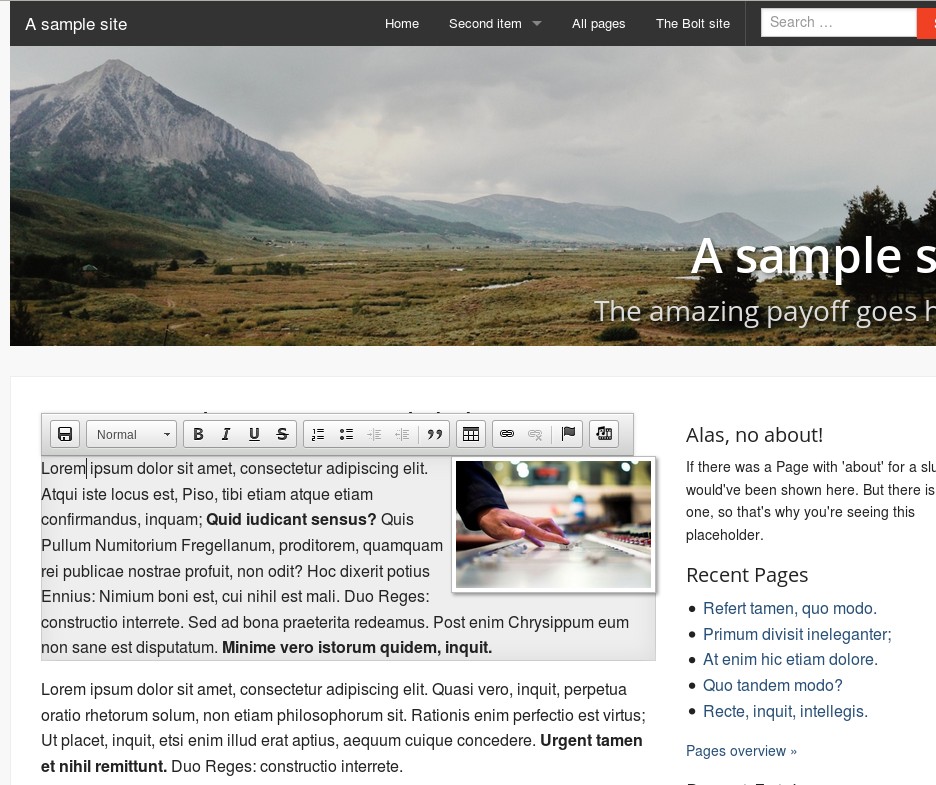 A sample site
Home
Second item
All pages
The Bolt site
Search ...
A sample
The amazing payoff goes
Normal
B I U S
Lorem ipsum dolor sit amet, consectetur adipiscing elit.
Atqui iste locus est, Piso, tibi etiam atque etiam
confirmandus, inquam; Quid iudicant sensus? Quis
Pullum Numitorium Fregellanum, proditorem, quamquam
rei publicae nostrae profuit, non odit? Hoc dixerit potius
Ennius: Nimium boni est, cui nihil est mali. Duo Reges:
constructio interrete. Sed ad bona praeterita redeamus. Post enim Chrysippum eum
non sane est disputatum. Minime vero istorum quidem, inquit.
Lorem ipsum dolor sit amet, consectetur adipiscing elit. Quasi vero, inquit, perpetua
oratio rhetorum solum, non etiam philosophorum sit. Rationis enim perfectio est virtus;
Ut placet, inquit, etsi enim illud erat aptius, aequum cuique concedere. Urgent tamen
et nihil remittunt. Duo Reges: constructio interrete.
Alas, no about!
If there was a Page with 'about' for a
would've been shown here. But there is
one, so that's why you're seeing this
placeholder.
Recent Pages
Refert tamen, quo modo.
Primum divisit ineleganter;
At enim hic etiam dolore.
Quo tandem modo?
Recte, inquit, intellegis.
Pages overview »